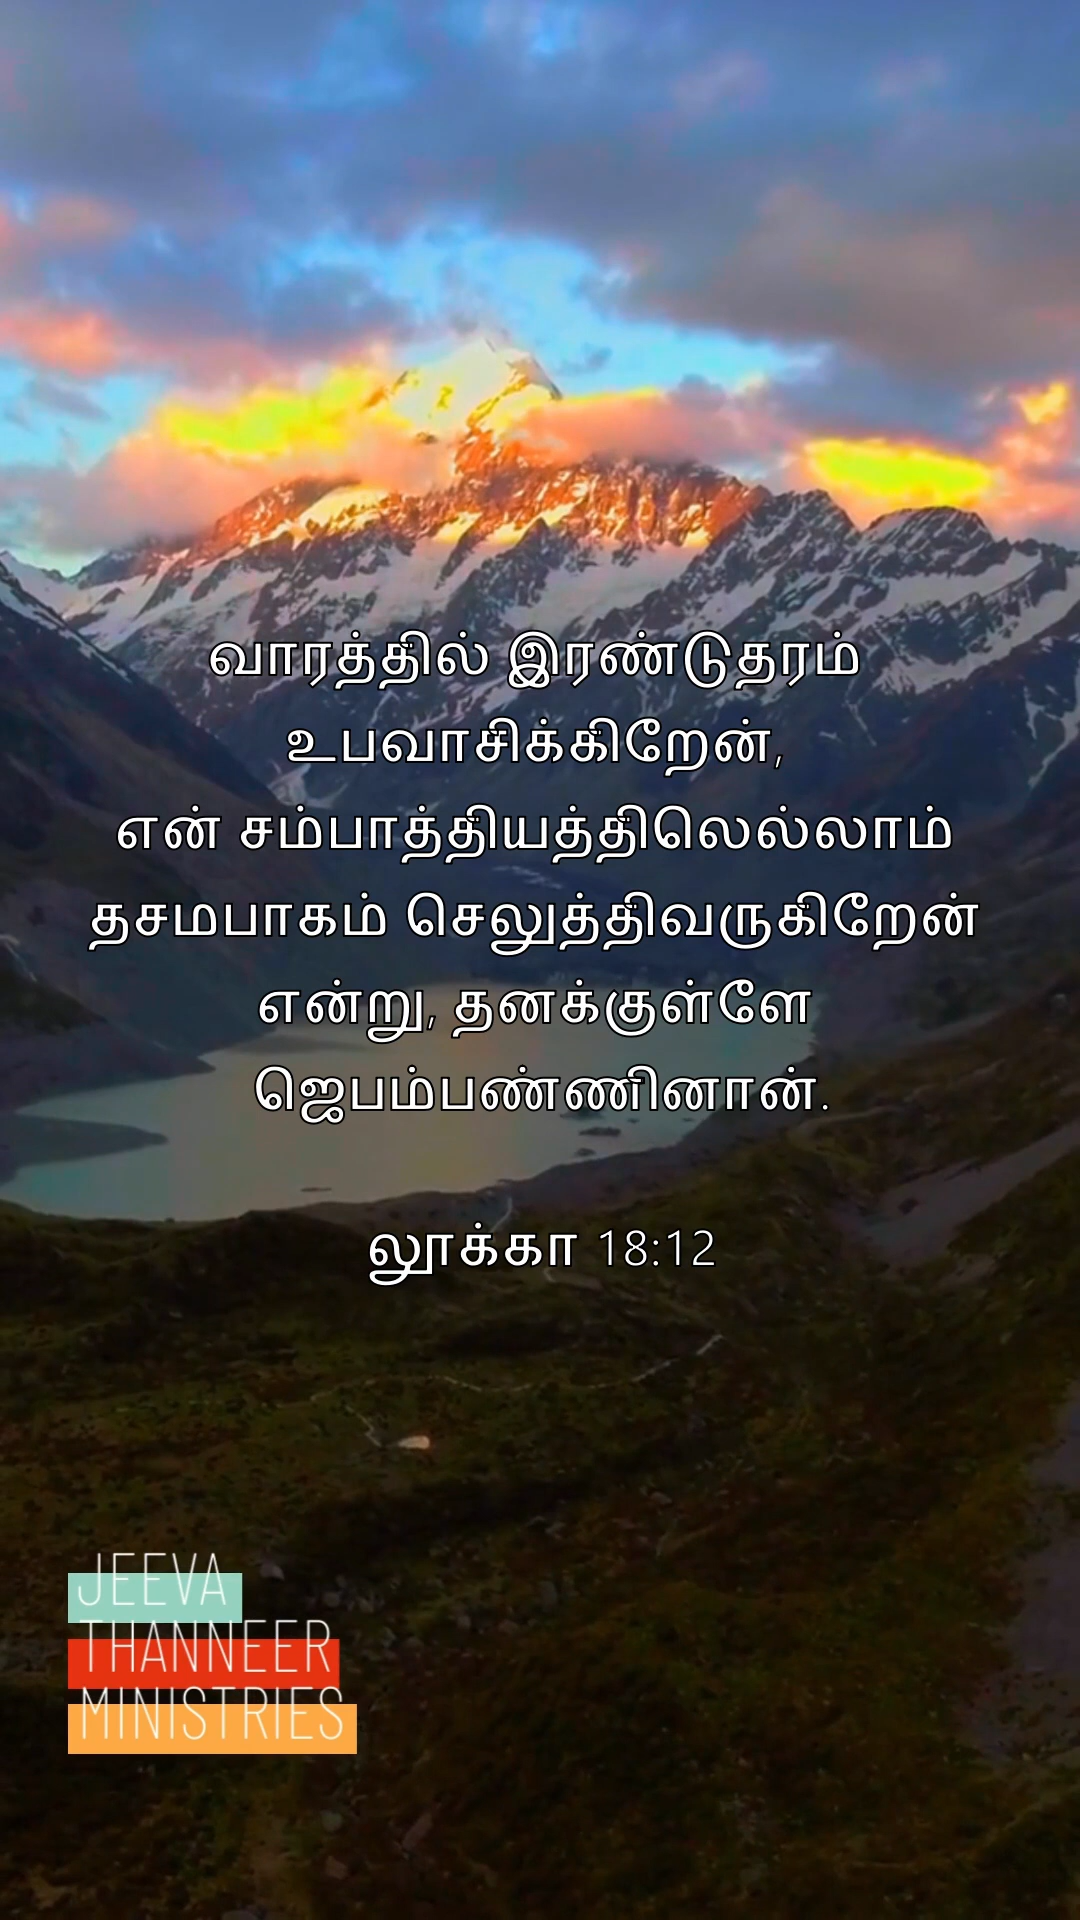 வாரத்தில் இரண்டுதரம்
உபவாசிக்கிறேன்,
என் சம்பாத்தியத்திலெல்லாம்
தசமபாகம் செலுத்திவருகிறேன்
என்று, தனக்குள்ளே
ஜெபம்பண்ணினான்.
லூக்கா 18:12
JEEVA
THANNEER
MINISTRIES